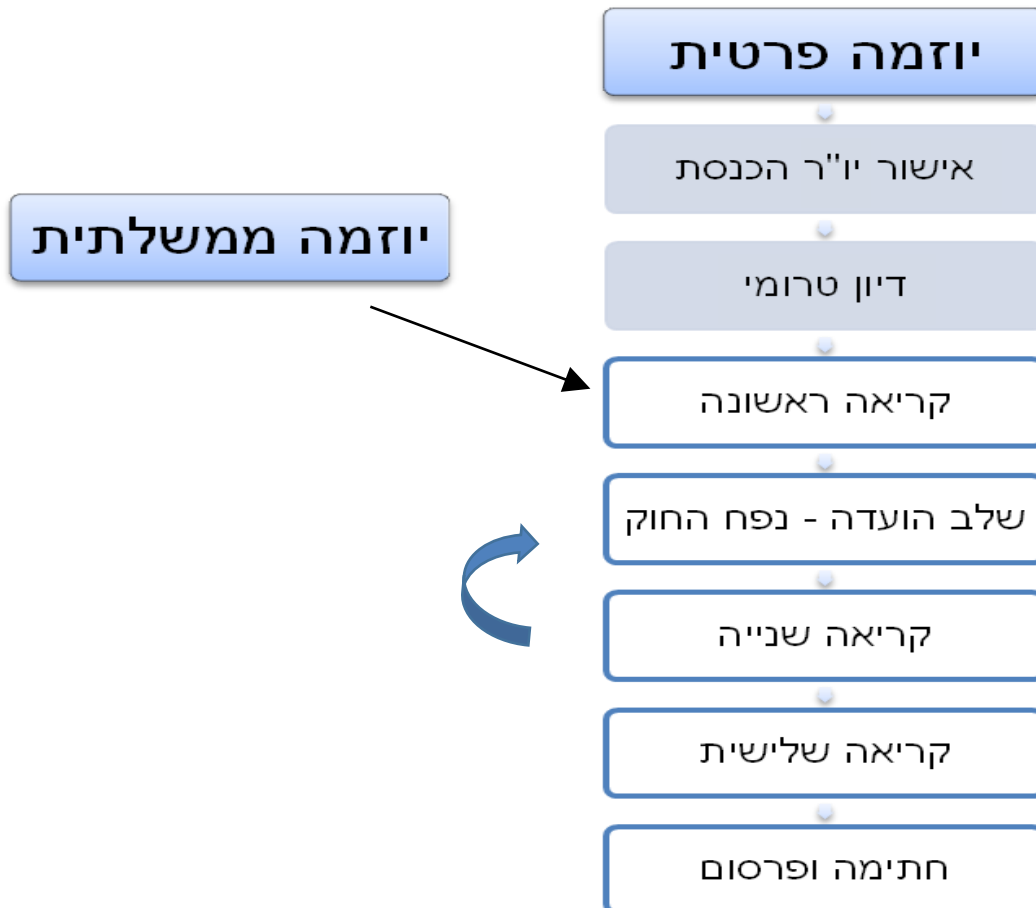 יוזמה פרטית
אישור יו"ר הכנסת
יוזמה ממשלתית
דיון טרומי
קריאה ראשונה
שלב הועדה - נפח החוק
קריאה שנייה
קריאה שלישית
חתימה ופרסום